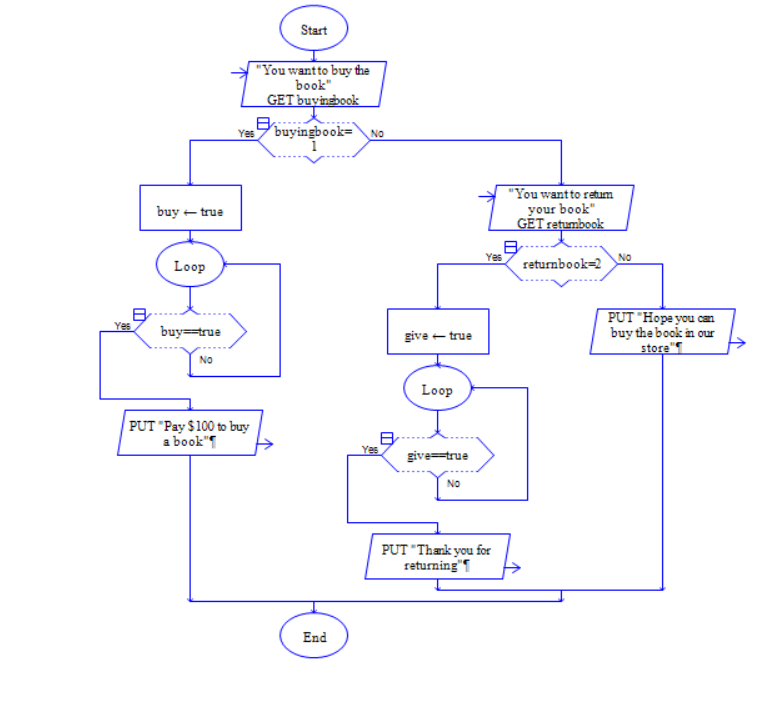 Start
"You want to buy the
book"
GET buyingbook
Yes
buyingbook=
1
No
buy ← true
"You want to return
your book"
GET returnbook
Loop
Yes
returnbook=2
No
Yes
buy==true
No
give ← true
PUT "Hope you can
buy the book in our
store"¶
Loop
PUT "Pay $100 to buy
a book"¶
Yes
give==true
No
PUT "Thank you for
returning"¶
End